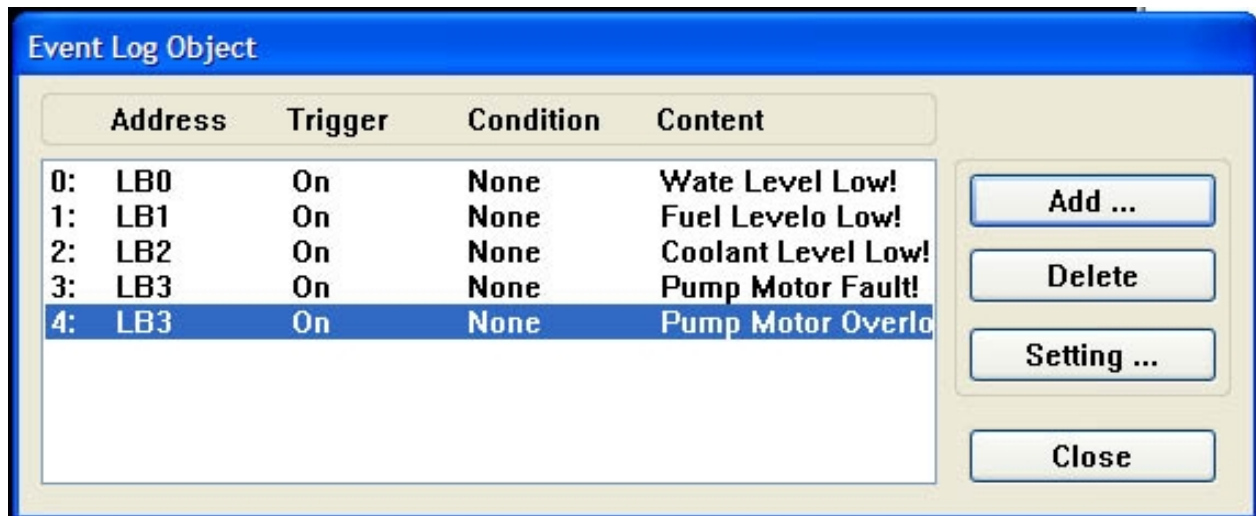 Event Log Object
Address Trigger Condition Content
0: LB0 On None Wate Level Low!
1: LB1 On None Fuel Levelo Low!
2: LB2 On None Coolant Level Low!
3: LB3 On None Pump Motor Fault!
4: LB3 On None Pump Motor Overlo
Add ...
Delete
Setting ...
Close